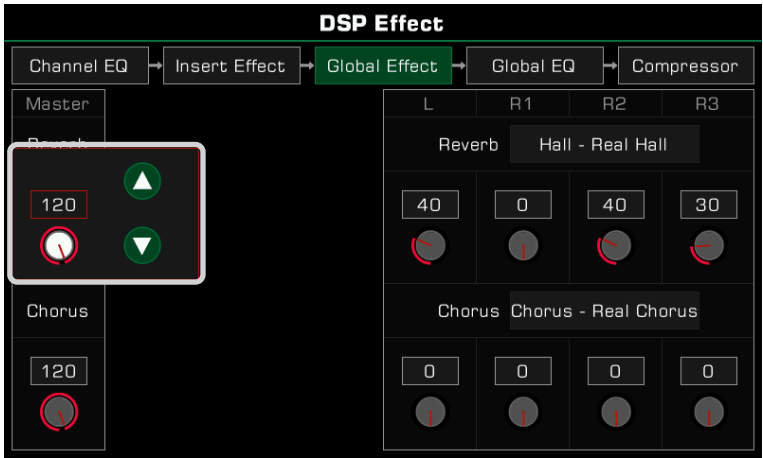 DSP Effect
Channel EQ Insert Effect Global Effect Global EQ Compressor
Master L R1 R2 R3
Reverb Reverb Hall - Real Hall
120 40 0 40 30
Chorus Chorus Chorus - Real Chorus
120 0 0 0 0